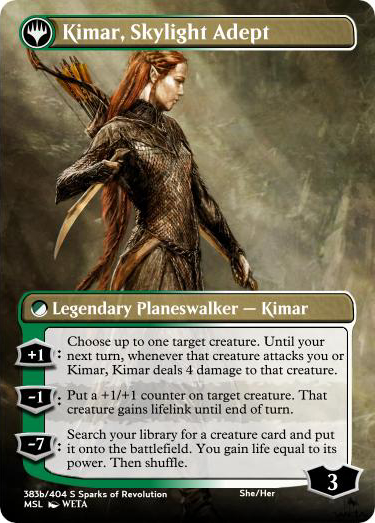 Kimar, Skylight Adept
Legendary Planeswalker — Kimar
+1: Choose up to one target creature. Until your
next turn, whenever that creature attacks you or
Kimar, Kimar deals 4 damage to that creature.
-1: Put a +1/+1 counter on target creature. That
creature gains lifelink until end of turn.
-7: Search your library for a creature card and put
it onto the battlefield. You gain life equal to its
power. Then shuffle.
3
383b/404 S Sparks of Revolution She/Her
MSL WETA